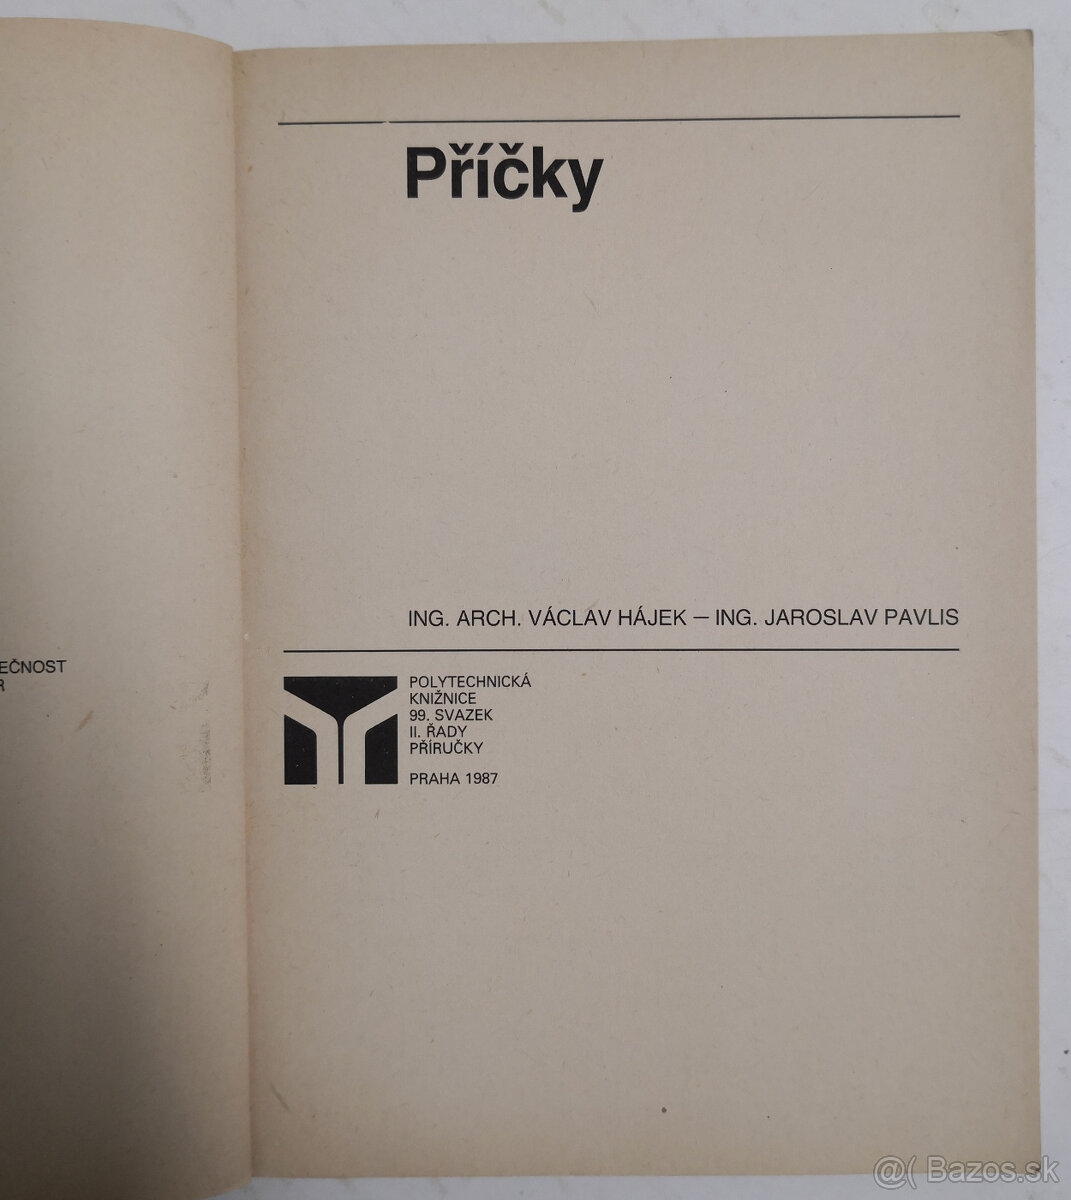 Příčky
ING. ARCH. VÁCLAV HÁJEK – ING. JAROSLAV PAVLIS
EČNOST
R
POLYTECHNICKÁ
KNIŽNICE
99. SVAZEK
II. ŘADY
PŘÍRUČKY
PRAHA 1987
@( Bazos.sk